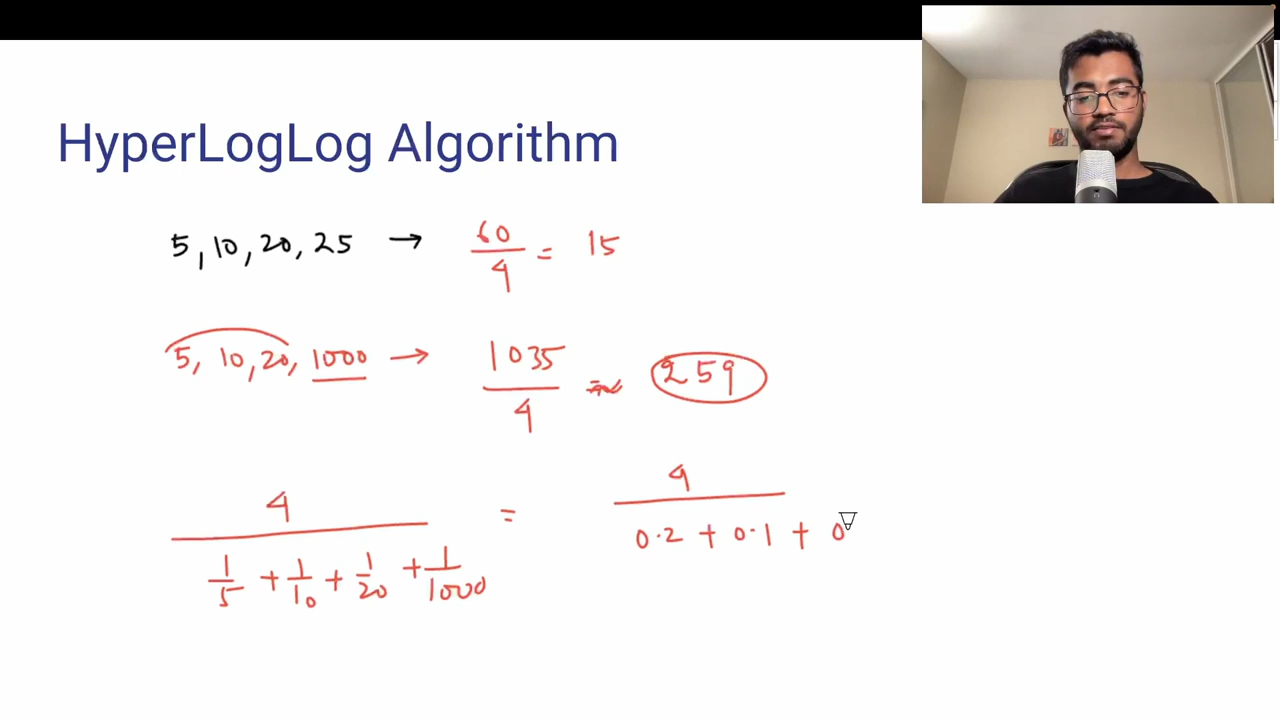 HyperLogLog Algorithm
5, 10, 20, 25 → 60/4 = 15
5, 10, 20, 1000 → 1035/4 ≈ 259
4 / (1/5 + 1/10 + 1/20 + 1/1000) = 4 / (0.2 + 0.1 + 0